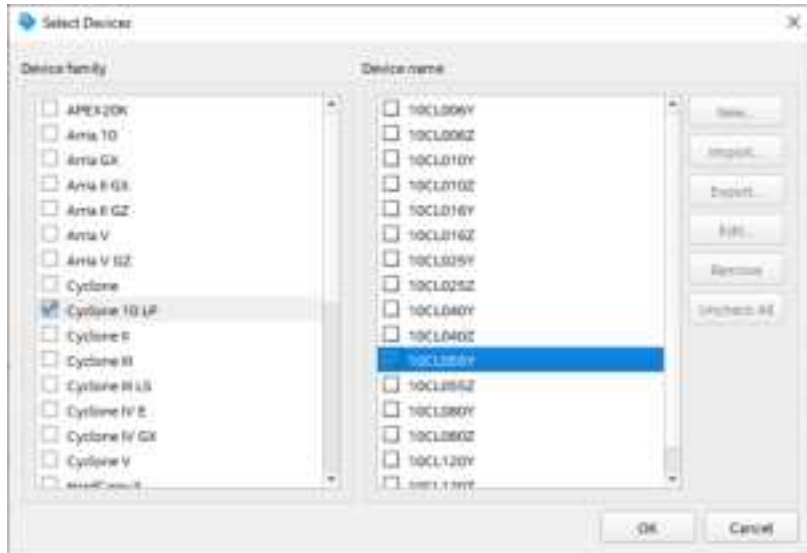 Select Devices
Device family
APEX20K
Arria 10
Arria GX
Arria II GX
Arria II GZ
Arria V
Arria V GZ
Cyclone
Cyclone 10 LP
Cyclone II
Cyclone III
Cyclone III LS
Cyclone IV E
Cyclone IV GX
Cyclone V
Device name
10CL006Y
10CL006Z
10CL010Y
10CL010Z
10CL016Y
10CL016Z
10CL025Y
10CL025Z
10CL040Y
10CL040Z
10CL055Y
10CL055Z
10CL080Y
10CL080Z
10CL120Y
10CL120Z
New...
Import...
Export...
Edit...
Remove
Uncheck All
OK
Cancel